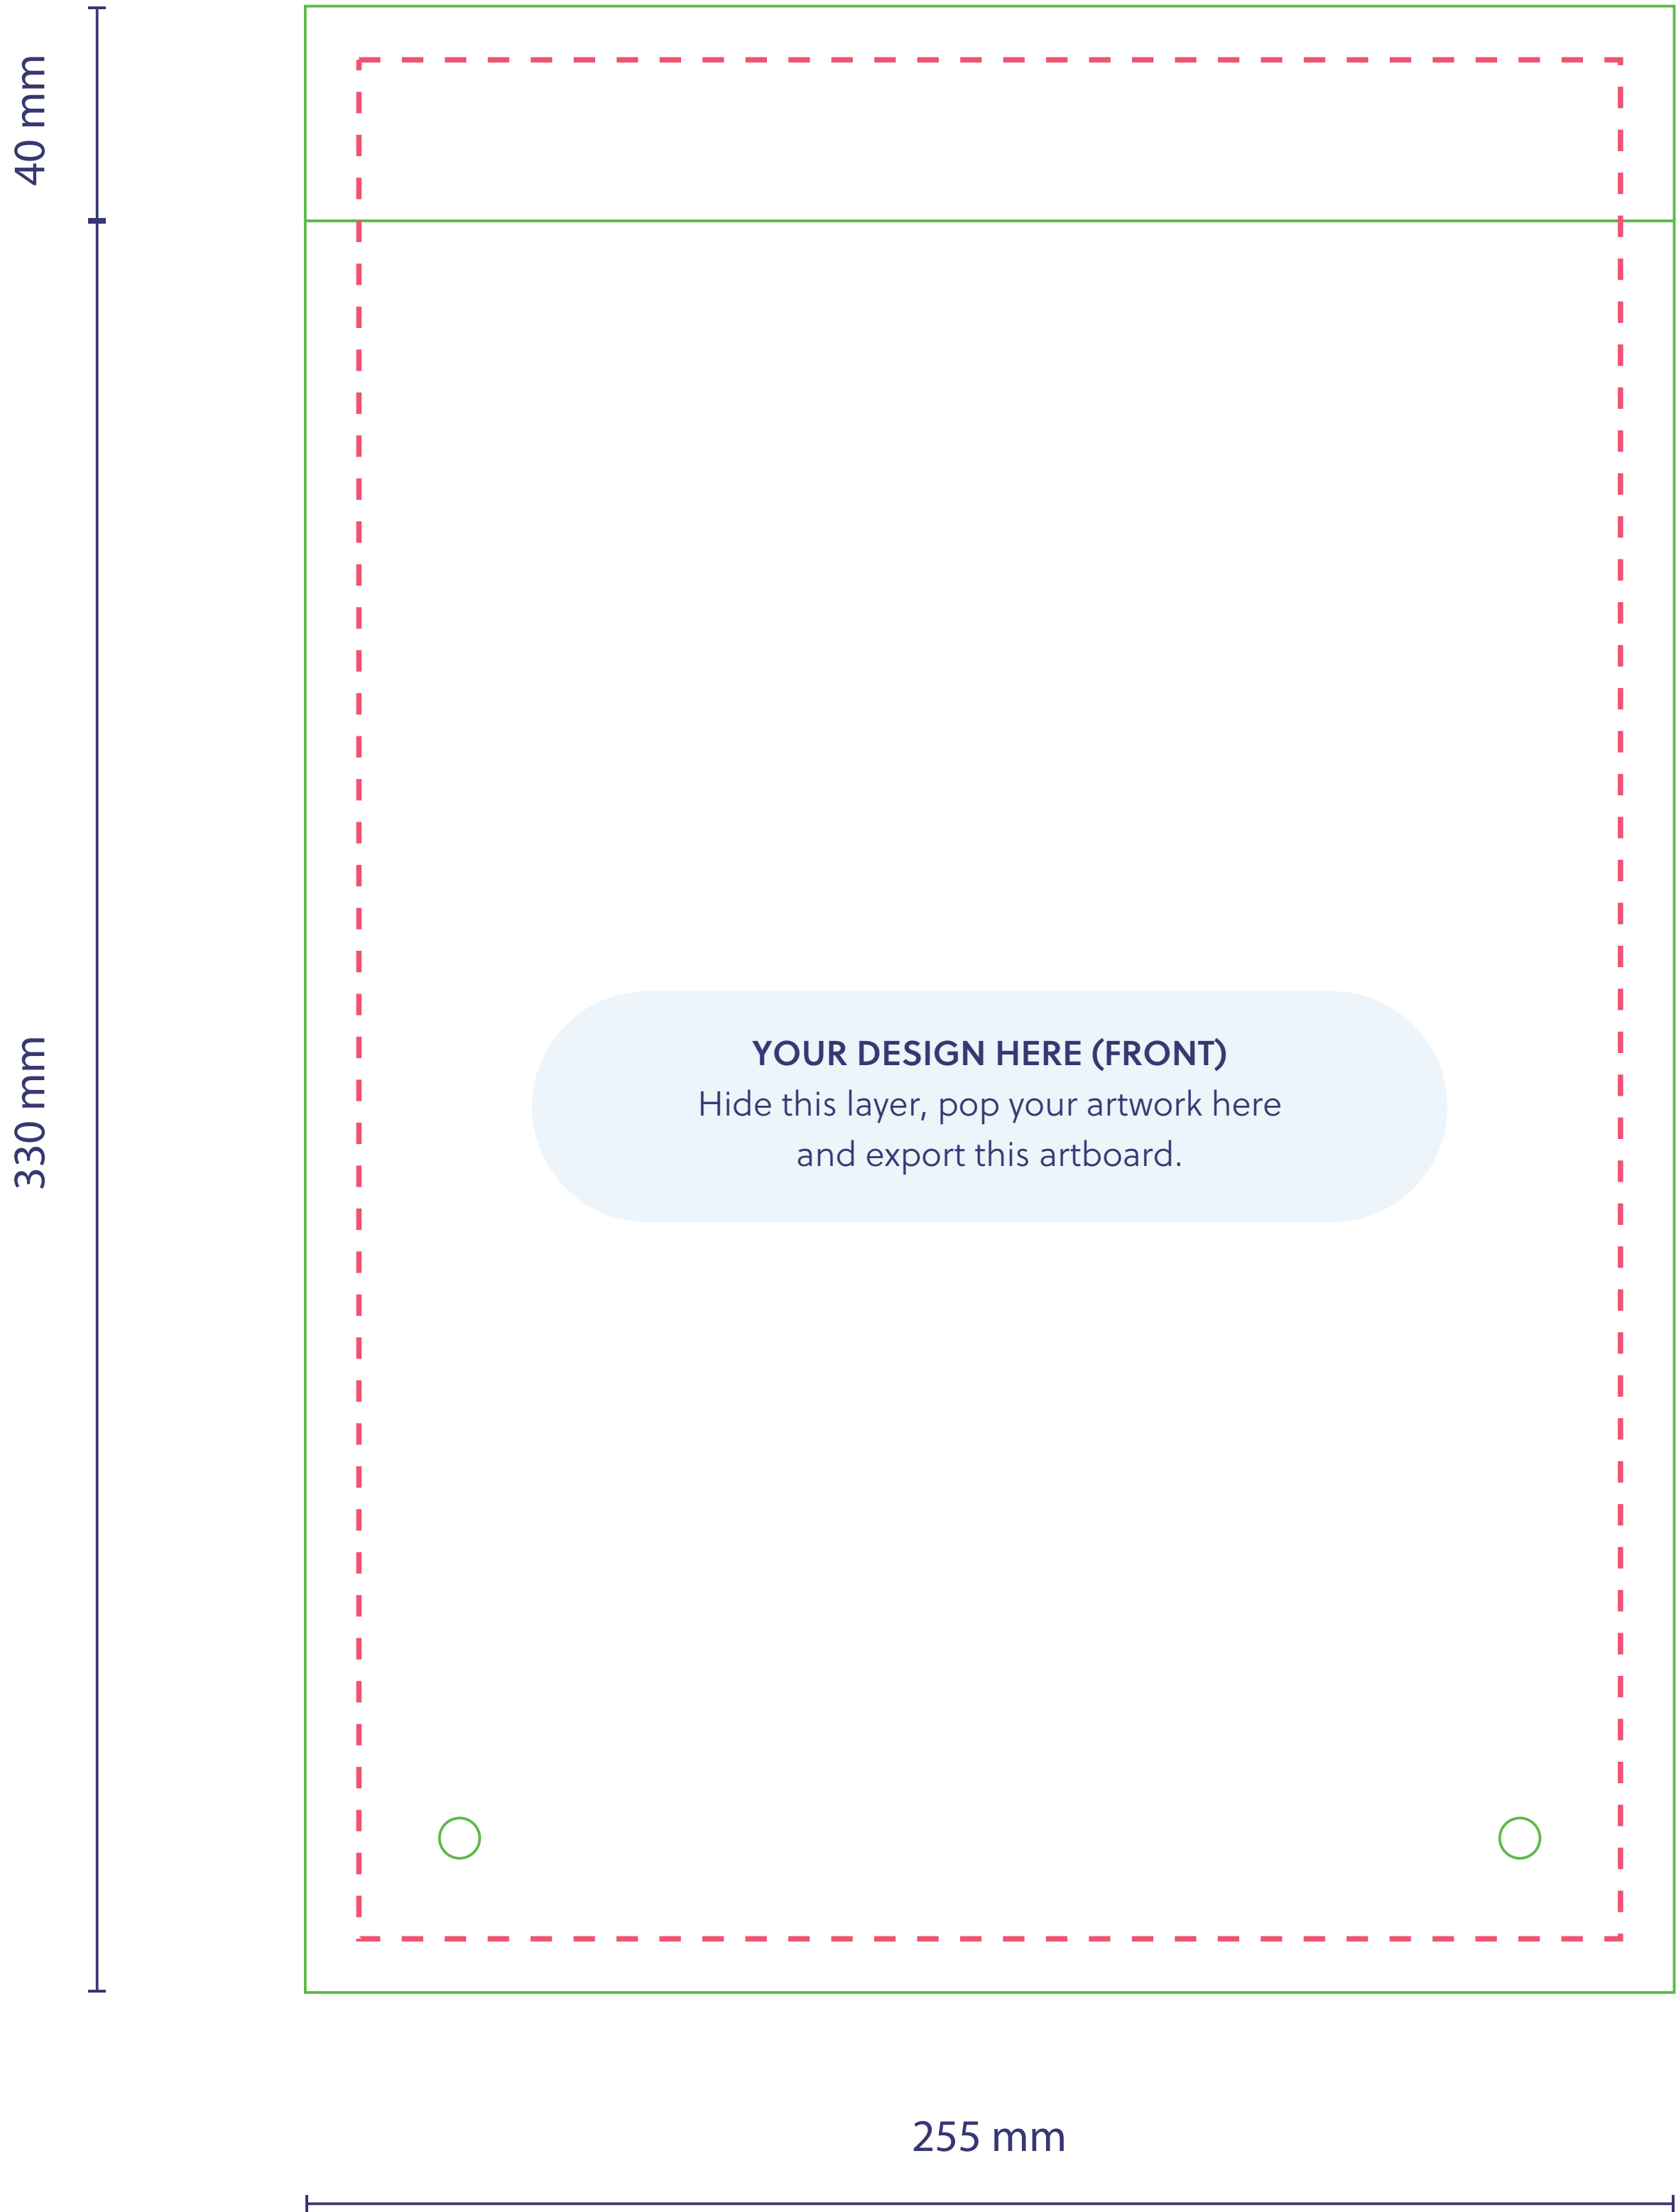 40 mm
330 mm
YOUR DESIGN HERE (FRONT)
Hide this layer, pop your artwork here
and export this artboard.
255 mm